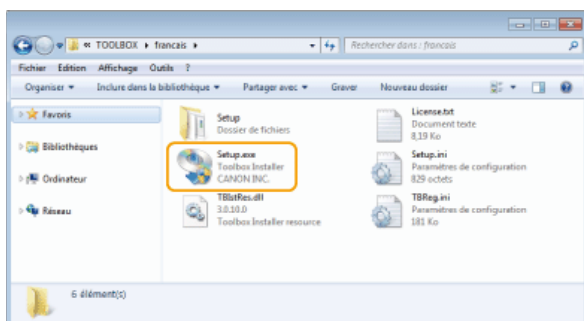 « TOOLBOX ▸ francais ▸
Rechercher dans : francais
Fichier Edition Affichage Outils ?
Organiser ▾ Inclure dans la bibliothèque ▾ Partager avec ▾ Graver Nouveau dossier
Favoris
Bibliothèques
Ordinateur
Réseau
Setup
Dossier de fichiers
License.txt
Document texte
8,19 Ko
Setup.exe
Toolbox Installer
CANON INC.
Setup.ini
Paramètres de configuration
829 octets
TBIstRes.dll
3.0.10.0
Toolbox Installer resource
TBReg.ini
Paramètres de configuration
181 Ko
6 élément(s)